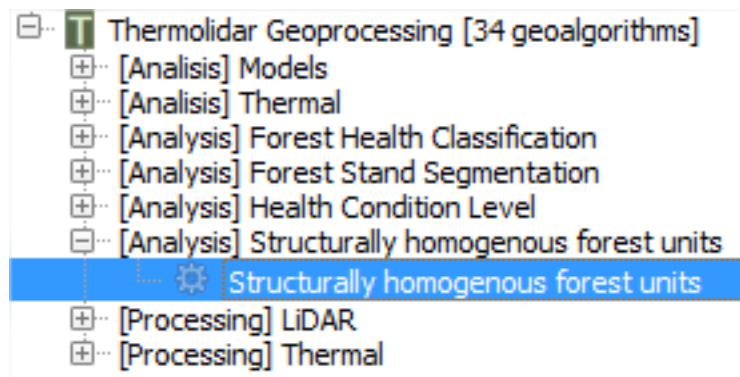 T Thermolidar Geoprocessing [34 geoalgorithms]
[Analisis] Models
[Analisis] Thermal
[Analysis] Forest Health Classification
[Analysis] Forest Stand Segmentation
[Analysis] Health Condition Level
[Analysis] Structurally homogenous forest units
Structurally homogenous forest units
[Processing] LiDAR
[Processing] Thermal